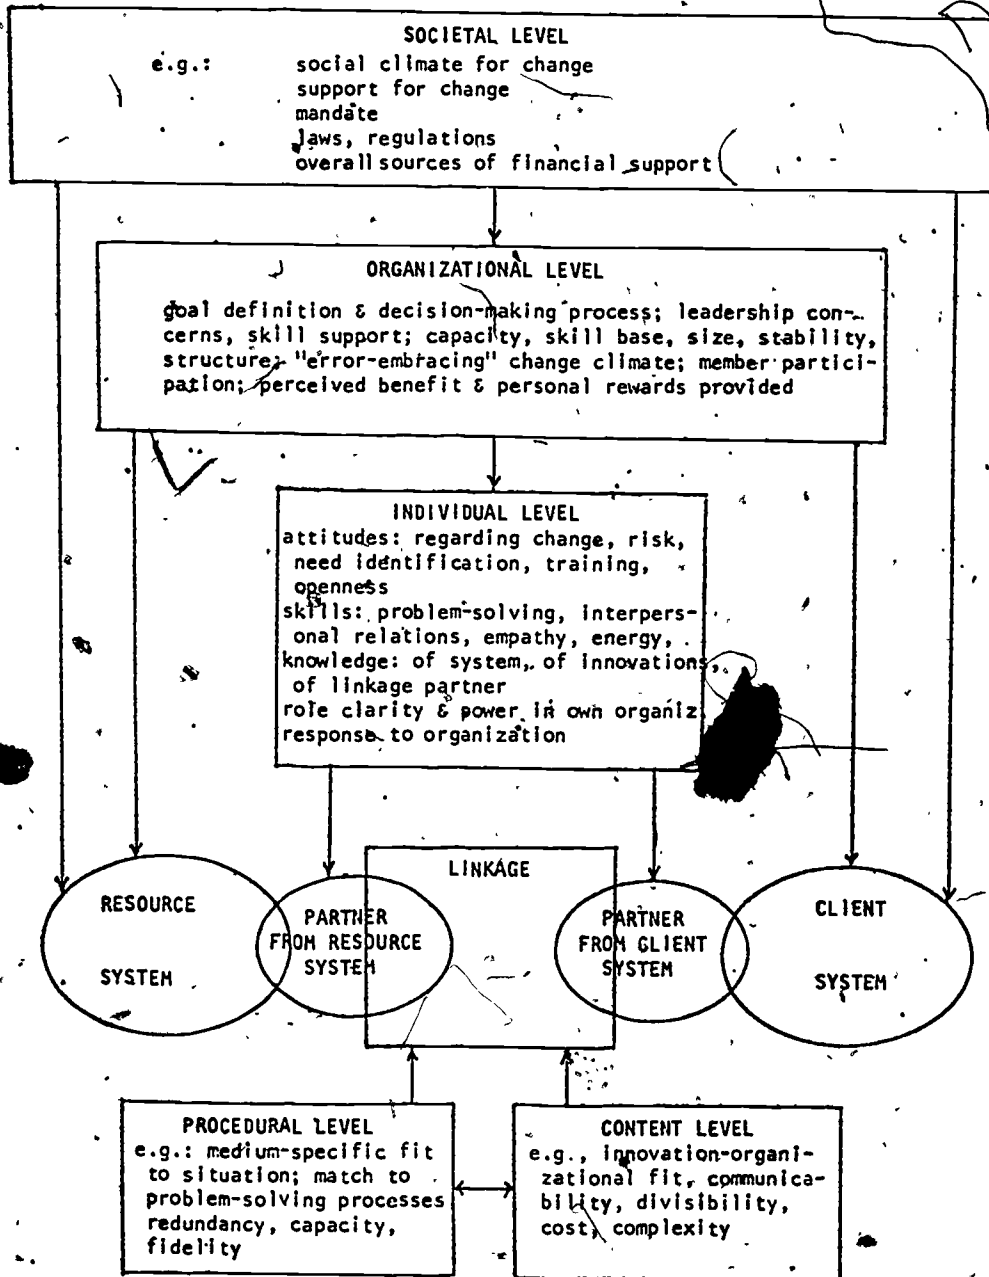 SOCIETAL LEVEL
e.g.: social climate for change
support for change
mandate
laws, regulations
overall sources of financial support
ORGANIZATIONAL LEVEL
goal definition & decision-making process; leadership con-
cerns, skill support; capacity, skill base, size, stability,
structure; "error-embracing" change climate; member partici-
pation; perceived benefit & personal rewards provided
INDIVIDUAL LEVEL
attitudes: regarding change, risk,
need identification, training,
openness
skills: problem-solving, interpers-
onal relations, empathy, energy,
knowledge: of system, of innovations,
of linkage partner
role clarity & power in own organiz.
response to organization
LINKAGE
RESOURCE
SYSTEM
PARTNER
FROM RESOURCE
SYSTEM
PARTNER
FROM CLIENT
SYSTEM
CLIENT
SYSTEM
PROCEDURAL LEVEL
e.g.: medium-specific fit
to situation; match to
problem-solving processes
redundancy, capacity,
fidelity
CONTENT LEVEL
e.g., innovation-organi-
zational fit, communica-
bility, divisibility,
cost, complexity